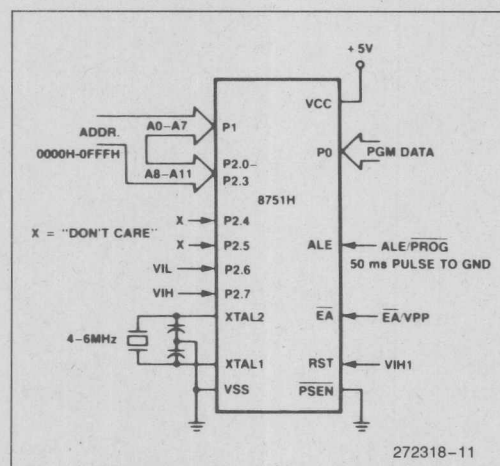 + 5V
VCC
A0–A7
P1
ADDR.
0000H-0FFFH
A8–A11
P2.0-
P2.3
P0
PGM DATA
8751H
X
P2.4
X = "DON'T CARE"
X
P2.5
ALE
ALE/PROG
50 ms PULSE TO GND
VIL
P2.6
VIH
P2.7
EA
EA/VPP
XTAL2
4–6MHz
XTAL1
RST
VIH1
VSS
PSEN
272318–11